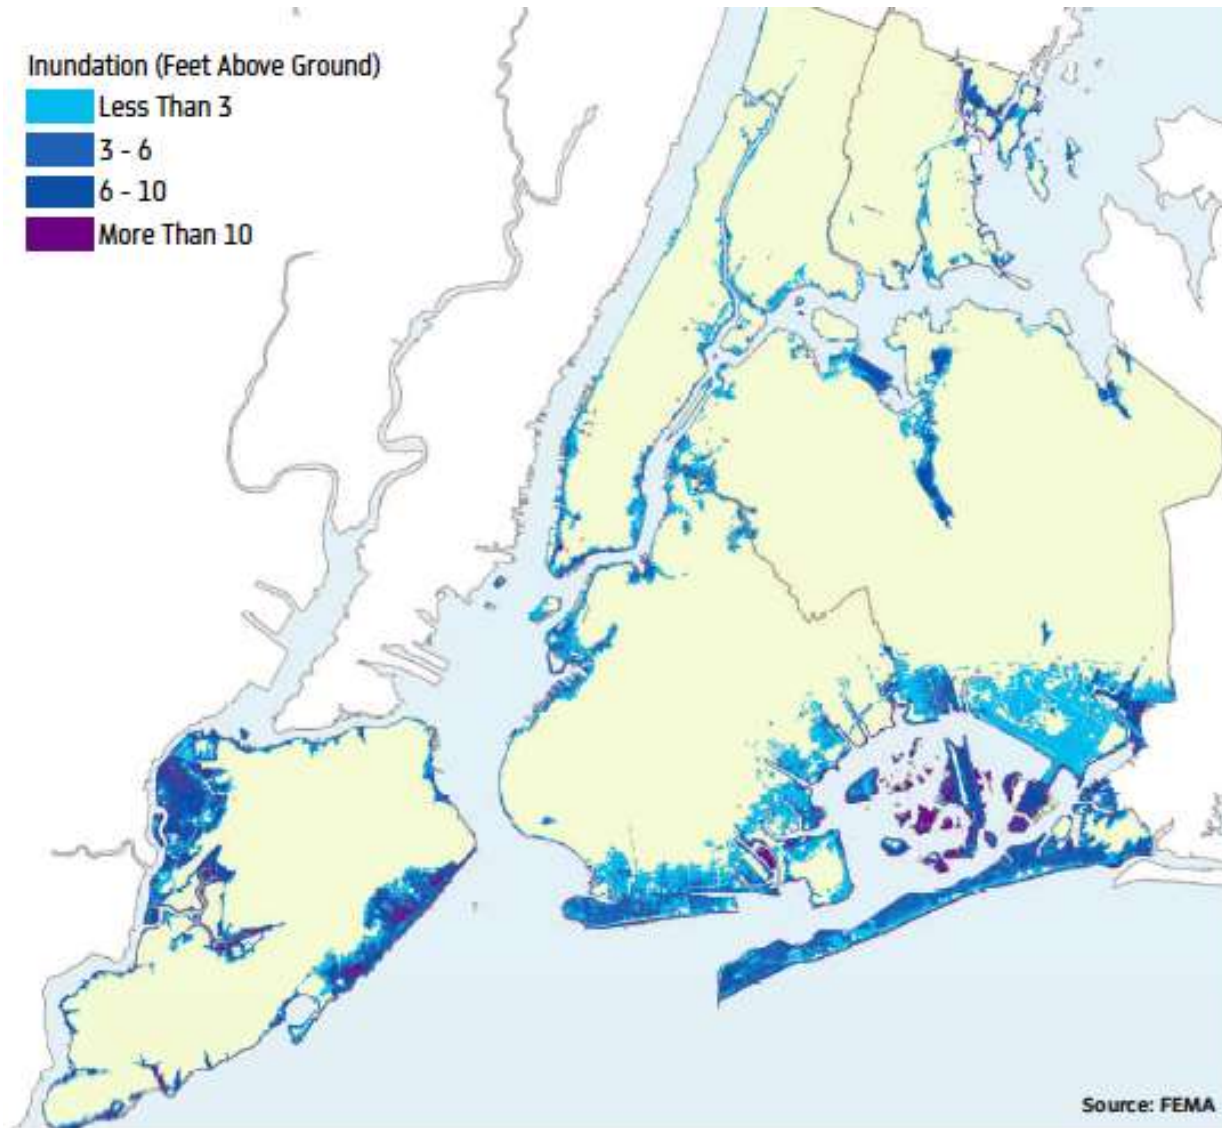 Inundation (Feet Above Ground)
Less Than 3
3 - 6
6 - 10
More Than 10
Source: FEMA